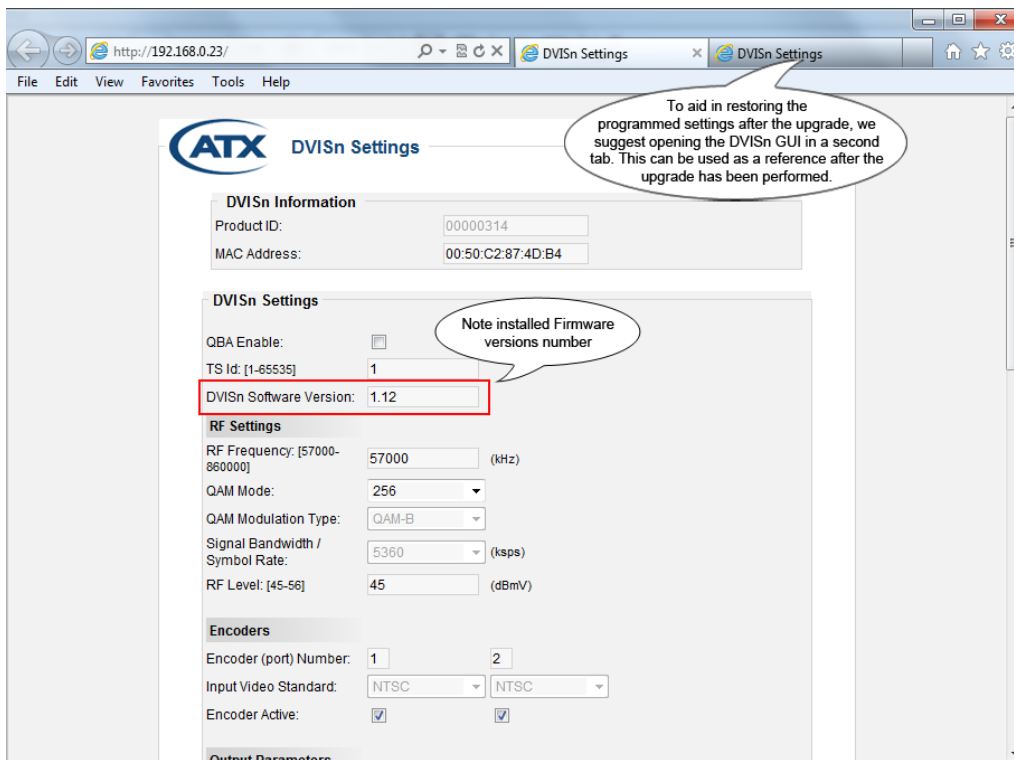 http://192.168.0.23/
DVISn Settings
DVISn Settings
File Edit View Favorites Tools Help
To aid in restoring the
programmed settings after the upgrade, we
suggest opening the DVISn GUI in a second
tab. This can be used as a reference after the
upgrade has been performed.
ATX DVISn Settings
DVISn Information
Product ID: 00000314
MAC Address: 00:50:C2:87:4D:B4
DVISn Settings
Note installed Firmware
versions number
QBA Enable:
TS Id: [1-65535] 1
DVISn Software Version: 1.12
RF Settings
RF Frequency: [57000-
860000] 57000 (kHz)
QAM Mode: 256
QAM Modulation Type: QAM-B
Signal Bandwidth /
Symbol Rate: 5360 (ksps)
RF Level: [45-56] 45 (dBmV)
Encoders
Encoder (port) Number: 1 2
Input Video Standard: NTSC NTSC
Encoder Active:
Output Parameters